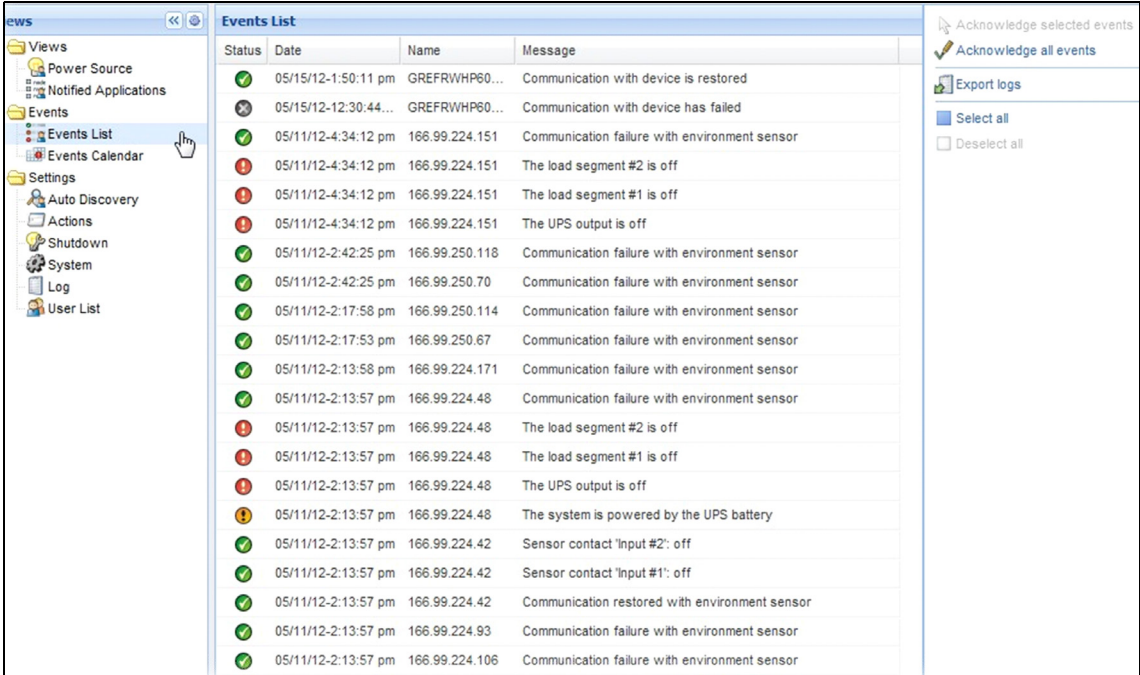 ews
Views
Power Source
Notified Applications
Events
Events List
Events Calendar
Settings
Auto Discovery
Actions
Shutdown
System
Log
User List
Events List
Status Date Name Message
05/15/12-1:50:11 pm GREFRWHP60... Communication with device is restored
05/15/12-12:30:44... GREFRWHP60... Communication with device has failed
05/11/12-4:34:12 pm 166.99.224.151 Communication failure with environment sensor
05/11/12-4:34:12 pm 166.99.224.151 The load segment #2 is off
05/11/12-4:34:12 pm 166.99.224.151 The load segment #1 is off
05/11/12-4:34:12 pm 166.99.224.151 The UPS output is off
05/11/12-2:42:25 pm 166.99.250.118 Communication failure with environment sensor
05/11/12-2:42:25 pm 166.99.250.70 Communication failure with environment sensor
05/11/12-2:17:58 pm 166.99.250.114 Communication failure with environment sensor
05/11/12-2:17:53 pm 166.99.250.67 Communication failure with environment sensor
05/11/12-2:13:58 pm 166.99.224.171 Communication failure with environment sensor
05/11/12-2:13:57 pm 166.99.224.48 Communication failure with environment sensor
05/11/12-2:13:57 pm 166.99.224.48 The load segment #2 is off
05/11/12-2:13:57 pm 166.99.224.48 The load segment #1 is off
05/11/12-2:13:57 pm 166.99.224.48 The UPS output is off
05/11/12-2:13:57 pm 166.99.224.48 The system is powered by the UPS battery
05/11/12-2:13:57 pm 166.99.224.42 Sensor contact 'Input #2': off
05/11/12-2:13:57 pm 166.99.224.42 Sensor contact 'Input #1': off
05/11/12-2:13:57 pm 166.99.224.42 Communication restored with environment sensor
05/11/12-2:13:57 pm 166.99.224.93 Communication failure with environment sensor
05/11/12-2:13:57 pm 166.99.224.106 Communication failure with environment sensor
Acknowledge selected events
Acknowledge all events
Export logs
Select all
Deselect all